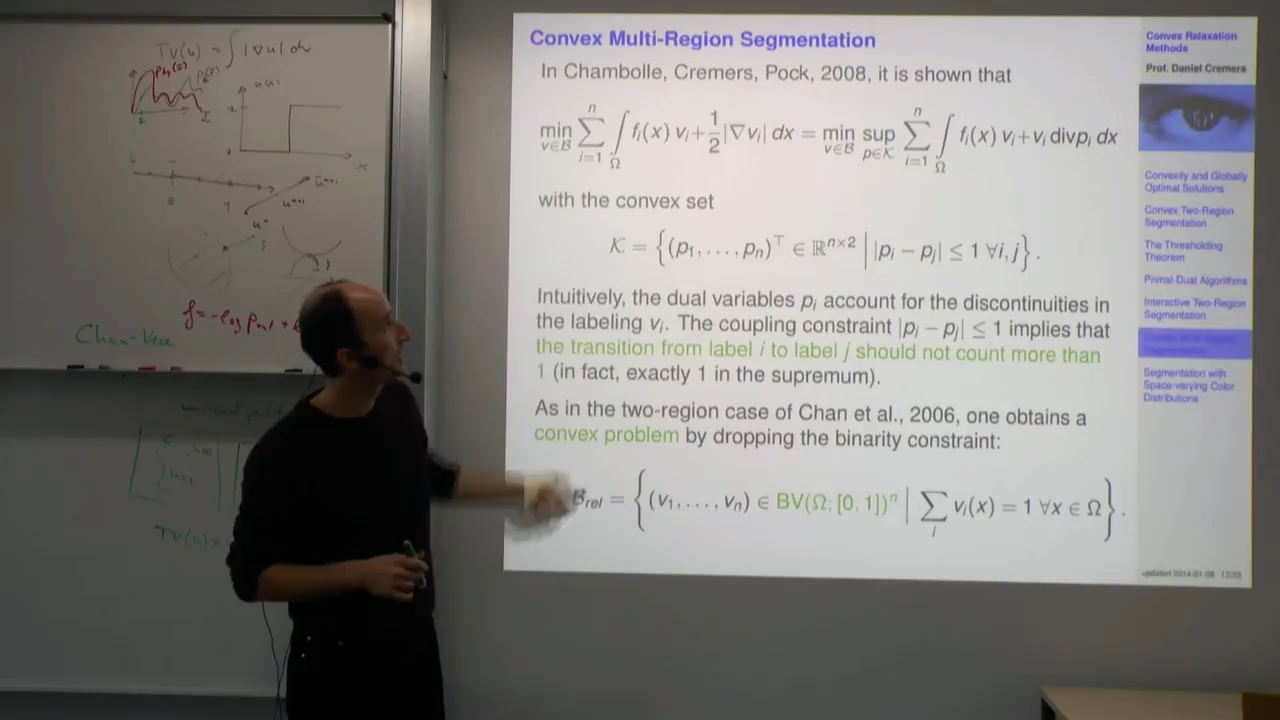 TV(u) = ∫ |∇u| dx
u(x)
x
f = -log p
Chan-Vese
TV(u) =
Convex Multi-Region Segmentation
In Chambolle, Cremers, Pock, 2008, it is shown that
min_{v∈B} ∑_{i=1}^{n} ∫_Ω f_i(x) v_i + 1/2 |∇v_i| dx = min_{v∈B} sup_{p∈K} ∑_{i=1}^{n} ∫_Ω f_i(x) v_i + v_i div p_i dx
with the convex set
K = {(p_1, . . . , p_n)^⊤ ∈ ℝ^{n×2} | |p_i − p_j| ≤ 1 ∀i, j}.
Intuitively, the dual variables p_i account for the discontinuities in
the labeling v_i. The coupling constraint |p_i − p_j| ≤ 1 implies that
the transition from label i to label j should not count more than
1 (in fact, exactly 1 in the supremum).
As in the two-region case of Chan et al., 2006, one obtains a
convex problem by dropping the binarity constraint:
B_rel = {(v_1, . . . , v_n) ∈ BV(Ω; [0, 1])^n | ∑_i v_i(x) = 1 ∀x ∈ Ω}.
Convex Relaxation
Methods
Prof. Daniel Cremers
Convexity and Globally
Optimal Solutions
Convex Two-Region
Segmentation
The Thresholding
Theorem
Primal-Dual Algorithms
Interactive Two-Region
Segmentation
Segmentation with
Space-varying Color
Distributions